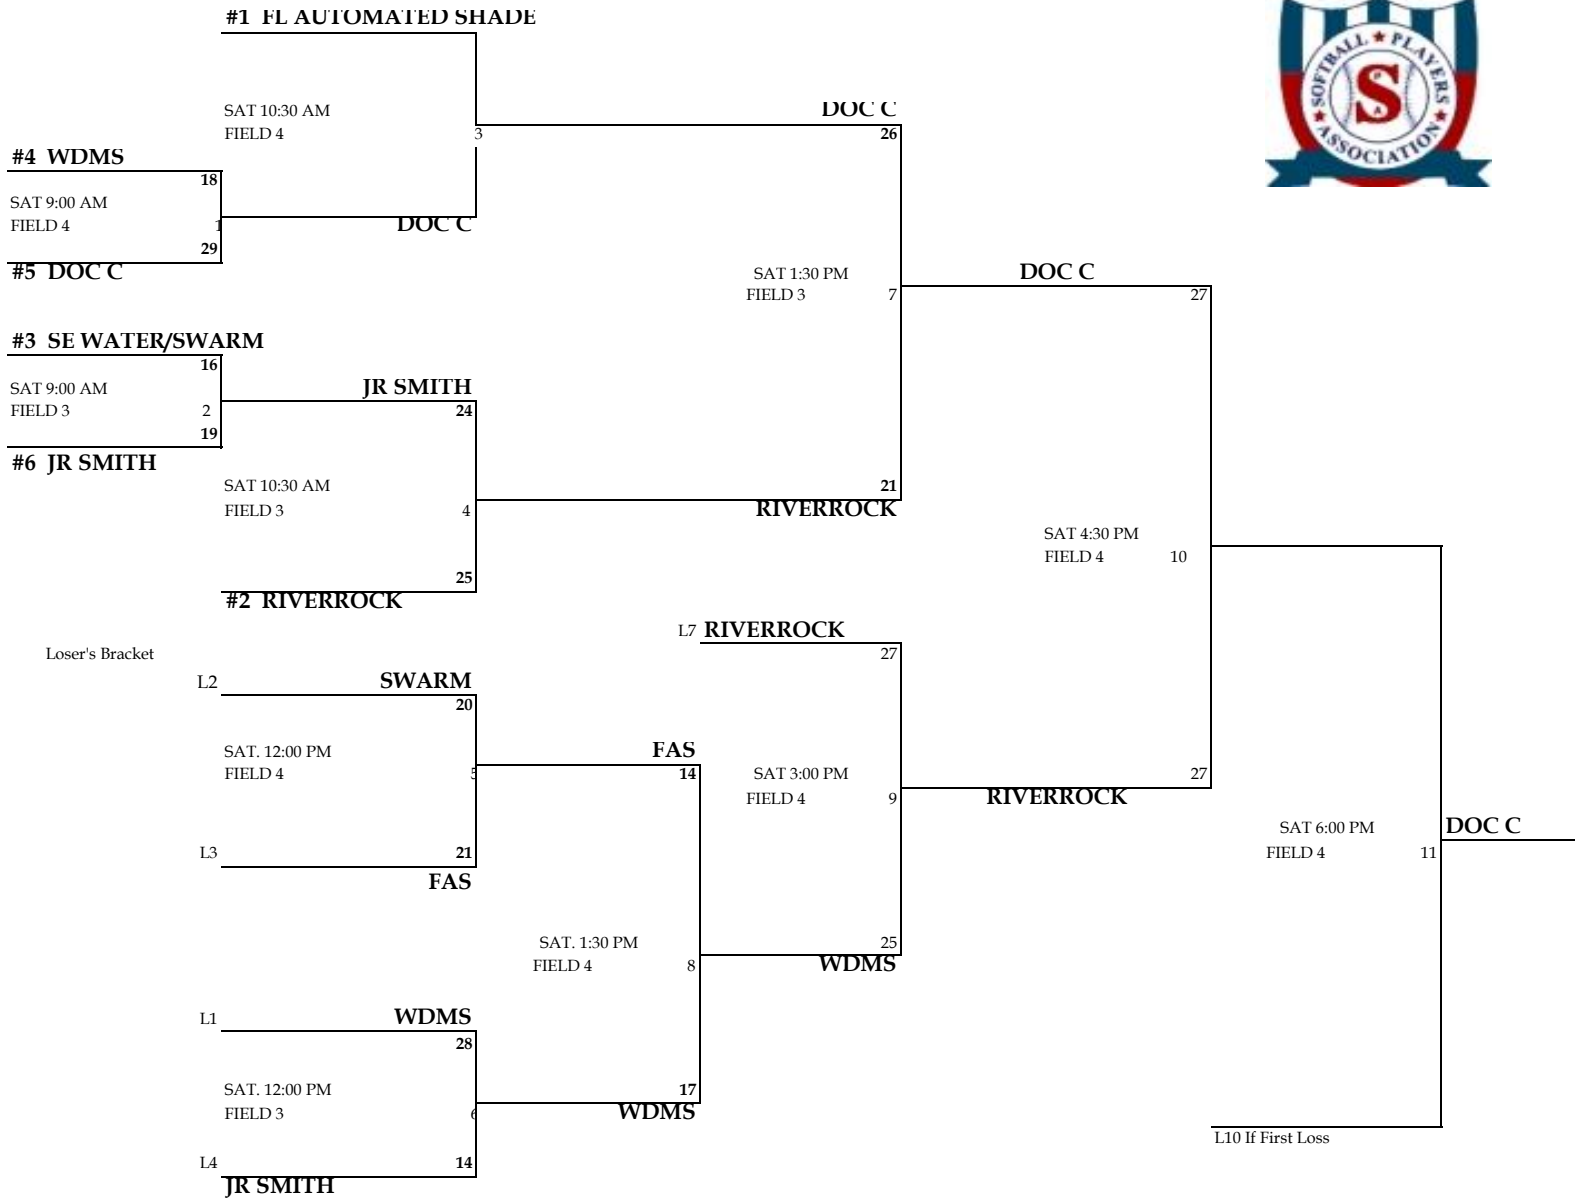 #1 FL AUTOMATED SHADE
SOFTBALL ★ PLAYERS ★ ASSOCIATION ★
S
P
A
SAT 10:30 AM
FIELD 4 3
DOC C
26
#4 WDMS
18
SAT 9:00 AM
FIELD 4 1
29
#5 DOC C
DOC C
SAT 1:30 PM
FIELD 3 7
DOC C
27
#3 SE WATER/SWARM
16
SAT 9:00 AM
FIELD 3 2
19
#6 JR SMITH
JR SMITH
24
SAT 10:30 AM
FIELD 3 4
25
#2 RIVERROCK
21
RIVERROCK
SAT 4:30 PM
FIELD 4 10
Loser's Bracket
L7 RIVERROCK
27
L2 SWARM
20
SAT. 12:00 PM
FIELD 4 5
L3 21
FAS
FAS
14
SAT 3:00 PM
FIELD 4 9
27
RIVERROCK
SAT 6:00 PM
FIELD 4 11
DOC C
SAT. 1:30 PM
FIELD 4 8
25
WDMS
L1 WDMS
28
SAT. 12:00 PM
FIELD 3 6
17
WDMS
L4 14
JR SMITH
L10 If First Loss